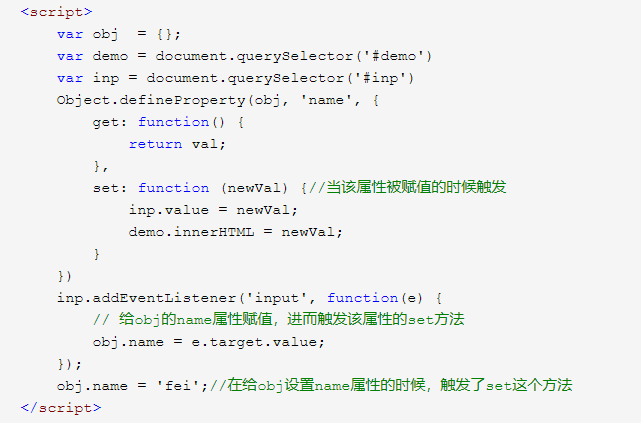 <script>
    var obj  = {};
    var demo = document.querySelector('#demo')
    var inp = document.querySelector('#inp')
    Object.defineProperty(obj, 'name', {
        get: function() {
            return val;
        },
        set: function (newVal) {//当该属性被赋值的时候触发
            inp.value = newVal;
            demo.innerHTML = newVal;
        }
    })
    inp.addEventListener('input', function(e) {
        // 给obj的name属性赋值，进而触发该属性的set方法
        obj.name = e.target.value;
    });
    obj.name = 'fei';//在给obj设置name属性的时候，触发了set这个方法
</script>